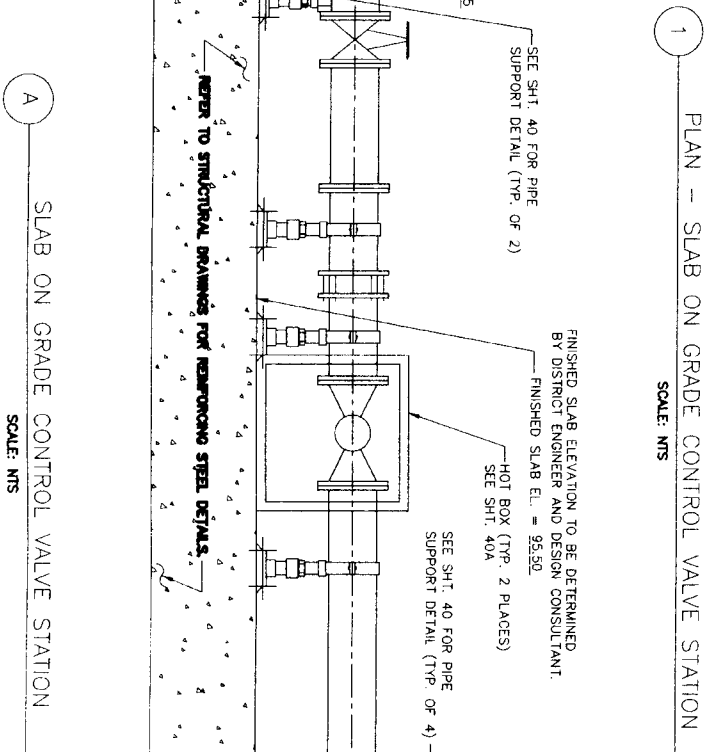 1
PLAN – SLAB ON GRADE CONTROL VALVE STATION
SCALE: NTS
FINISHED SLAB ELEVATION TO BE DETERMINED
BY DISTRICT ENGINEER AND DESIGN CONSULTANT.
FINISHED SLAB EL. = 95.50
HOT BOX (TYP. 2 PLACES)
SEE SHT. 40A
SEE SHT. 40 FOR PIPE
SUPPORT DETAIL (TYP. OF 2)
SEE SHT. 40 FOR PIPE
SUPPORT DETAIL (TYP. OF 4)
5
REFER TO STRUCTURAL DRAWINGS FOR REINFORCING STEEL DETAILS.
A
SLAB ON GRADE CONTROL VALVE STATION
SCALE: NTS